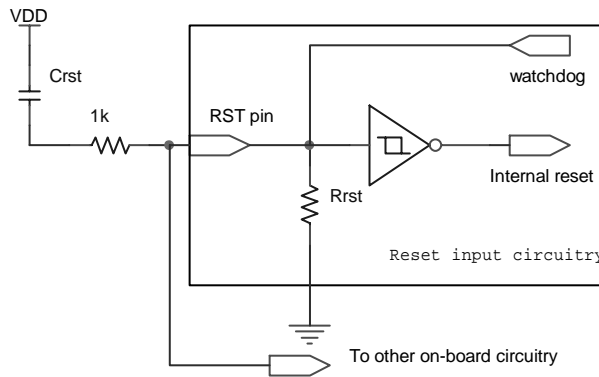 VDD
Crst
1k
RST pin
watchdog
Internal reset
Rrst
Reset input circuitry
To other on-board circuitry